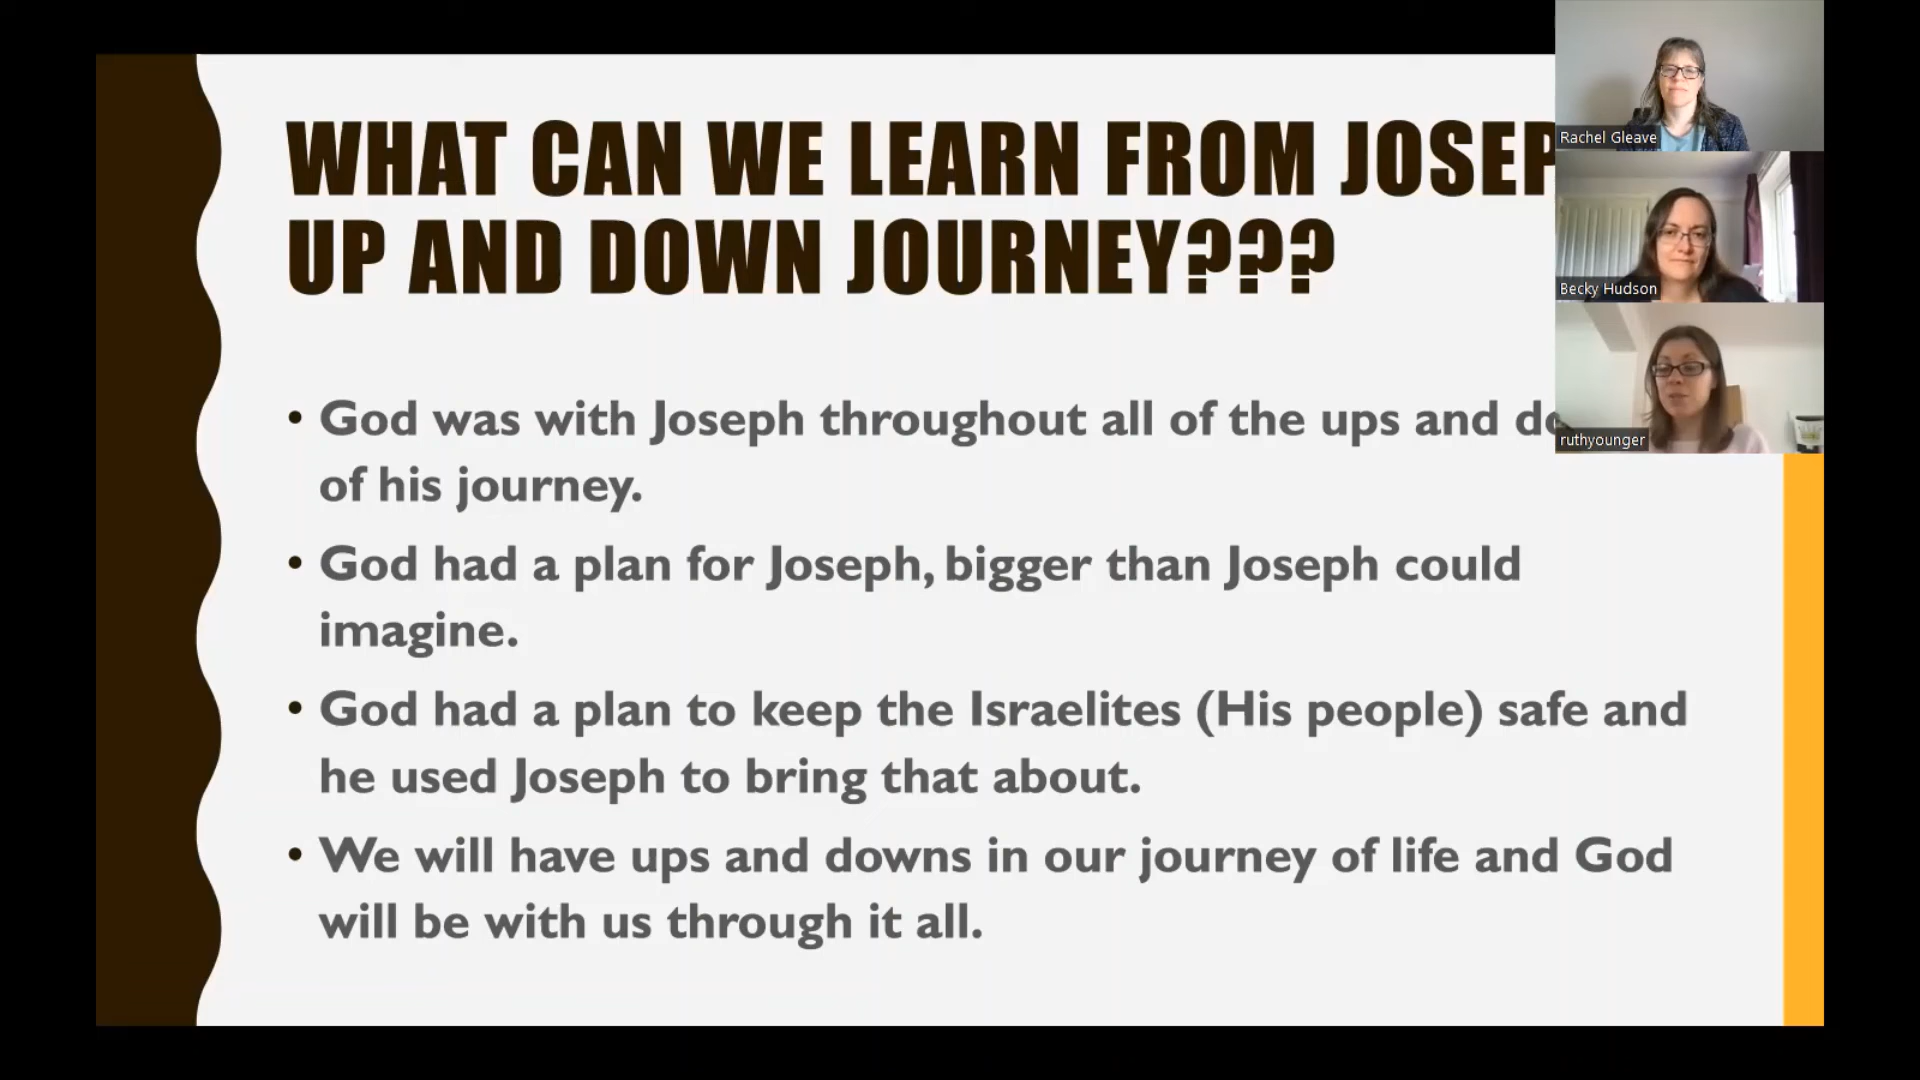 WHAT CAN WE LEARN FROM JOSEP
UP AND DOWN JOURNEY???
• God was with Joseph throughout all of the ups and do
of his journey.
• God had a plan for Joseph, bigger than Joseph could
imagine.
• God had a plan to keep the Israelites (His people) safe and
he used Joseph to bring that about.
• We will have ups and downs in our journey of life and God
will be with us through it all.
Rachel Gleave
Becky Hudson
ruthyounger